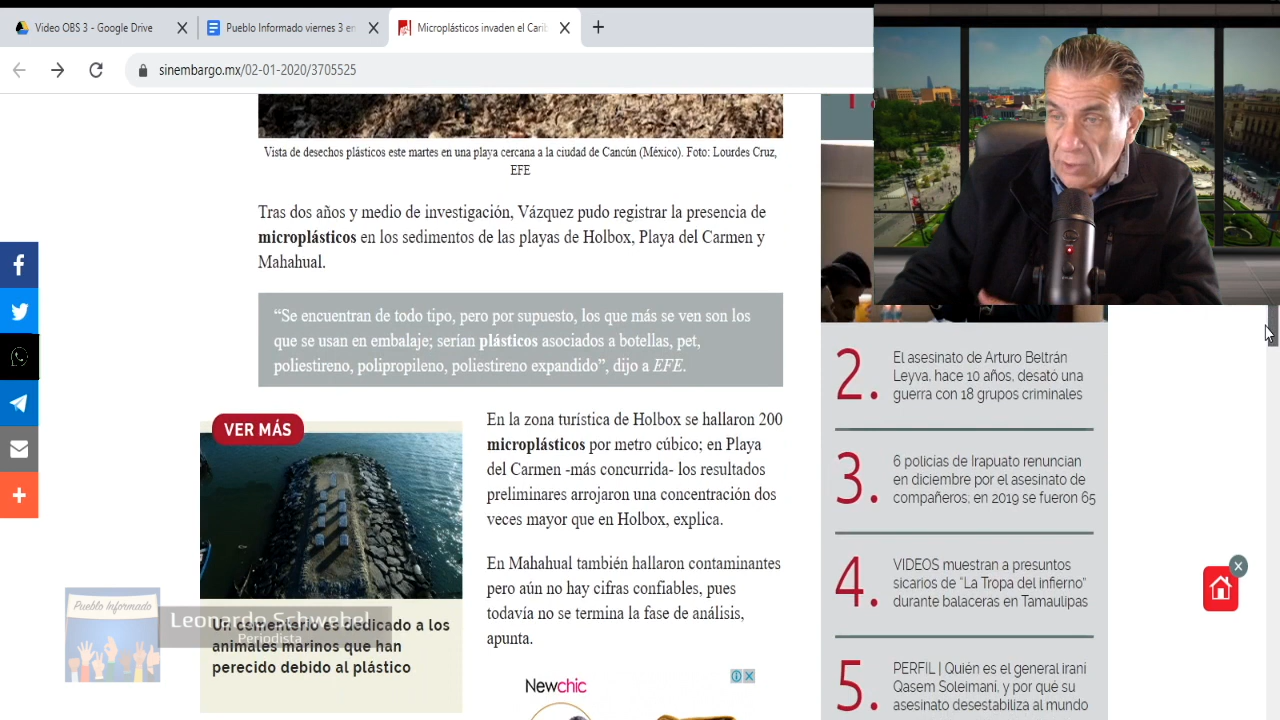 Video OBS 3 - Google Drive
Pueblo Informado viernes 3 en
Microplásticos invaden el Carib
sinembargo.mx/02-01-2020/3705525
Vista de desechos plásticos este martes en una playa cercana a la ciudad de Cancún (México). Foto: Lourdes Cruz,
EFE
Tras dos años y medio de investigación, Vázquez pudo registrar la presencia de
microplásticos en los sedimentos de las playas de Holbox, Playa del Carmen y
Mahahual.
“Se encuentran de todo tipo, pero por supuesto, los que más se ven son los
que se usan en embalaje; serían plásticos asociados a botellas, pet,
poliestireno, polipropileno, poliestireno expandido”, dijo a EFE.
VER MÁS
Un cementerio es dedicado a los
animales marinos que han
perecido debido al plástico
En la zona turística de Holbox se hallaron 200
microplásticos por metro cúbico; en Playa
del Carmen -más concurrida- los resultados
preliminares arrojaron una concentración dos
veces mayor que en Holbox, explica.
En Mahahual también hallaron contaminantes
pero aún no hay cifras confiables, pues
todavía no se termina la fase de análisis,
apunta.
Newchic
Pueblo Informado
Leonardo Schwebel
Periodista
2. El asesinato de Arturo Beltrán
Leyva, hace 10 años, desató una
guerra con 18 grupos criminales
3. 6 policías de Irapuato renuncian
en diciembre por el asesinato de
compañeros; en 2019 se fueron 65
4. VIDEOS muestran a presuntos
sicarios de “La Tropa del infierno”
durante balaceras en Tamaulipas
5. PERFIL | Quién es el general iraní
Qasem Soleimani, y por qué su
asesinato desestabiliza al mundo